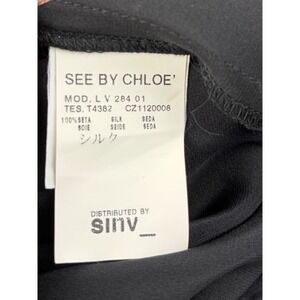 SEE BY CHLOE'
MOD. L V 284 01
TES. T4382 CZ1120008
100%SETA SILK SEDA
SOIE SEIDE SEDA
シルク
DISTRIBUTED BY
sinv